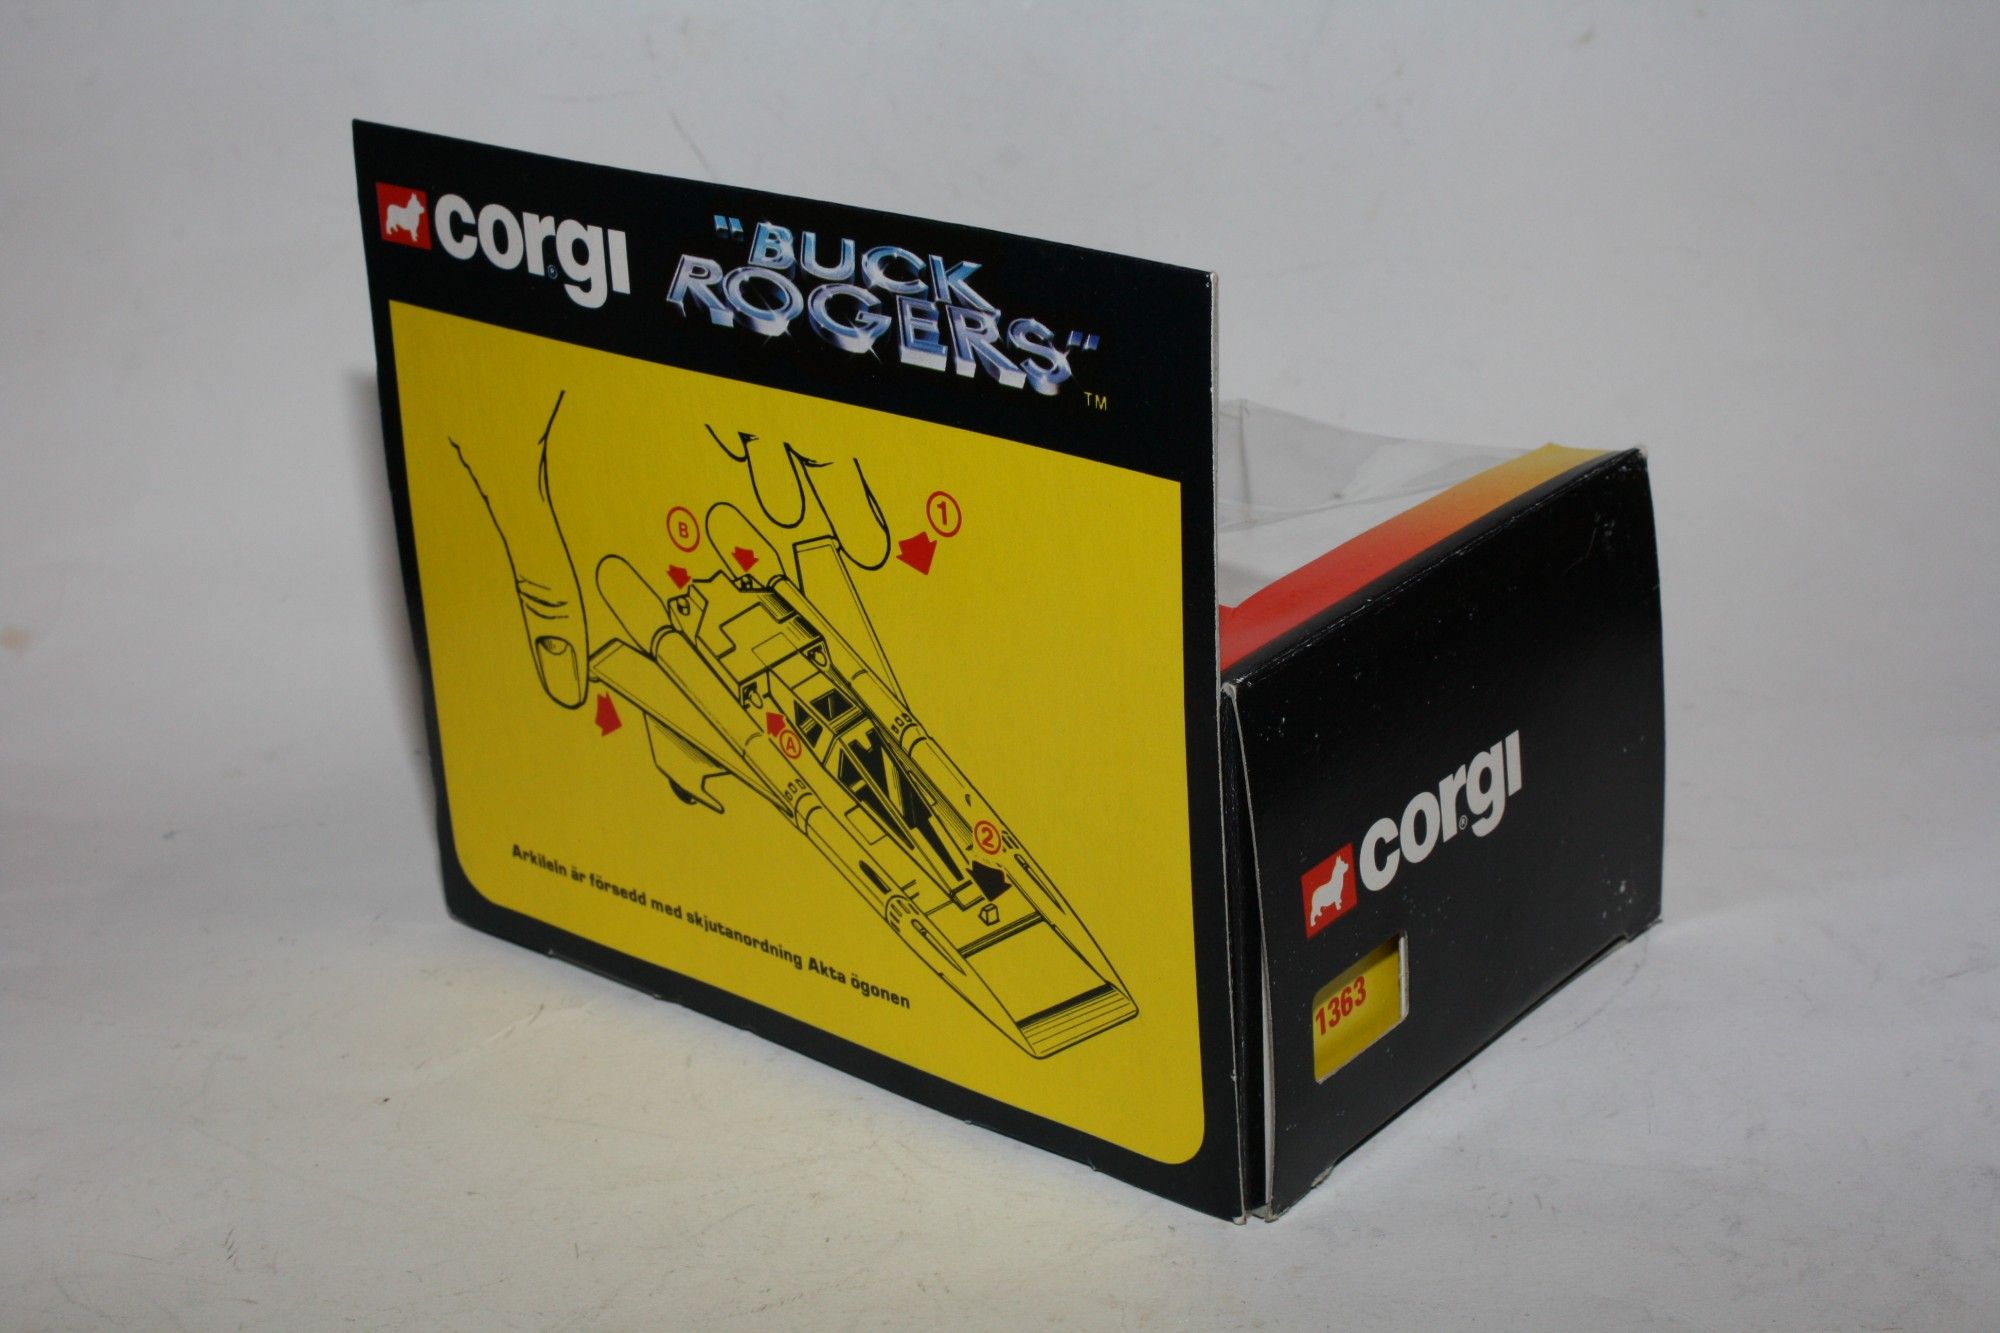 corgi®
"BUCK
ROGERS"
TM
B
1
A
2
Arkileln är försedd med skjutanordning Akta ögonen
corgi®
1363